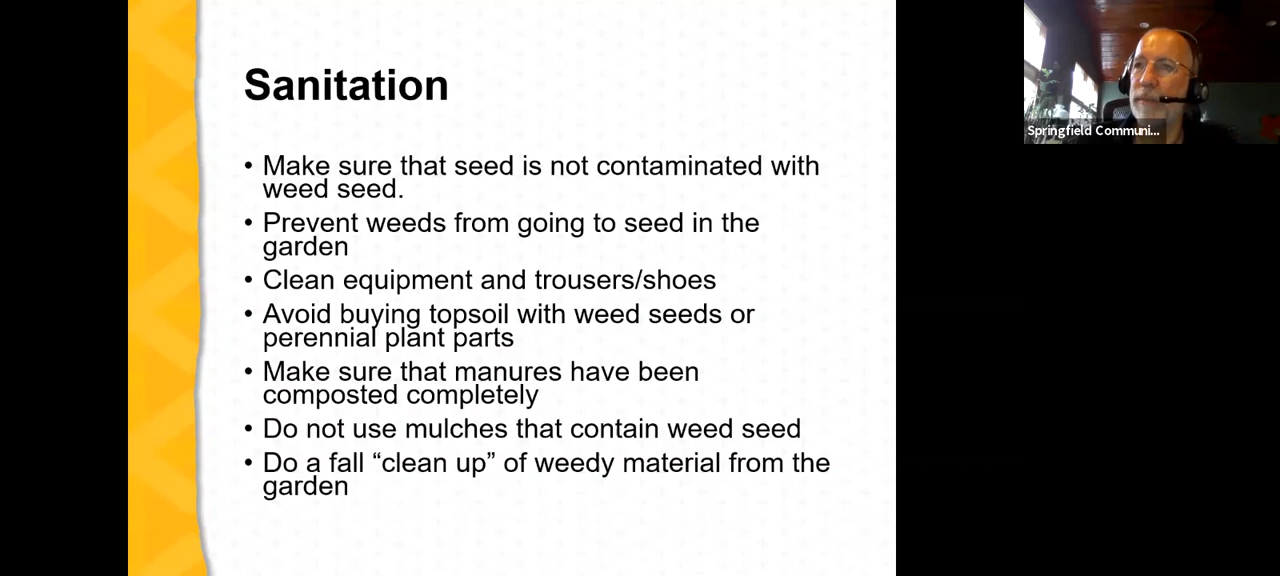 Sanitation
• Make sure that seed is not contaminated with
weed seed.
• Prevent weeds from going to seed in the
garden
• Clean equipment and trousers/shoes
• Avoid buying topsoil with weed seeds or
perennial plant parts
• Make sure that manures have been
composted completely
• Do not use mulches that contain weed seed
• Do a fall “clean up” of weedy material from the
garden
Springfield Communi...